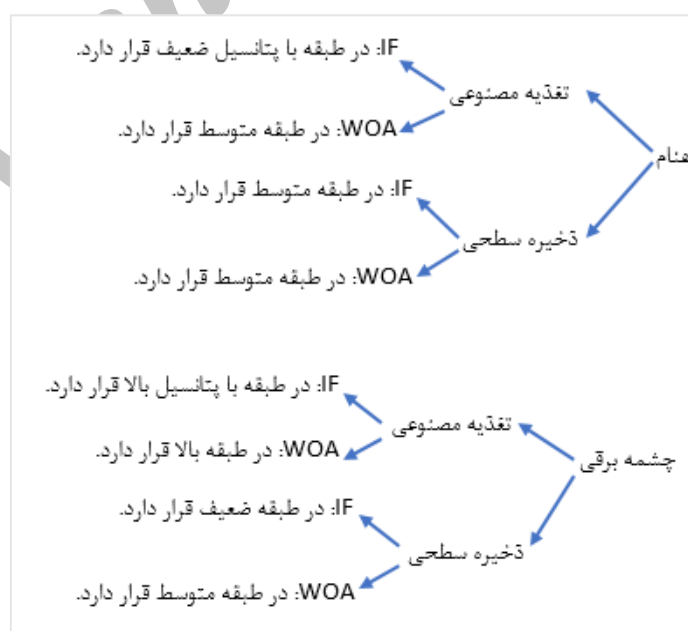 IF: در طبقه با پتانسیل ضعیف قرار دارد.
تغذیه مصنوعی
WOA: در طبقه متوسط قرار دارد.
هنام
IF: در طبقه متوسط قرار دارد.
ذخیره سطحی
WOA: در طبقه متوسط قرار دارد.
IF: در طبقه با پتانسیل بالا قرار دارد.
تغذیه مصنوعی
WOA: در طبقه بالا قرار دارد.
چشمه برقی
IF: در طبقه ضعیف قرار دارد.
ذخیره سطحی
WOA: در طبقه متوسط قرار دارد.